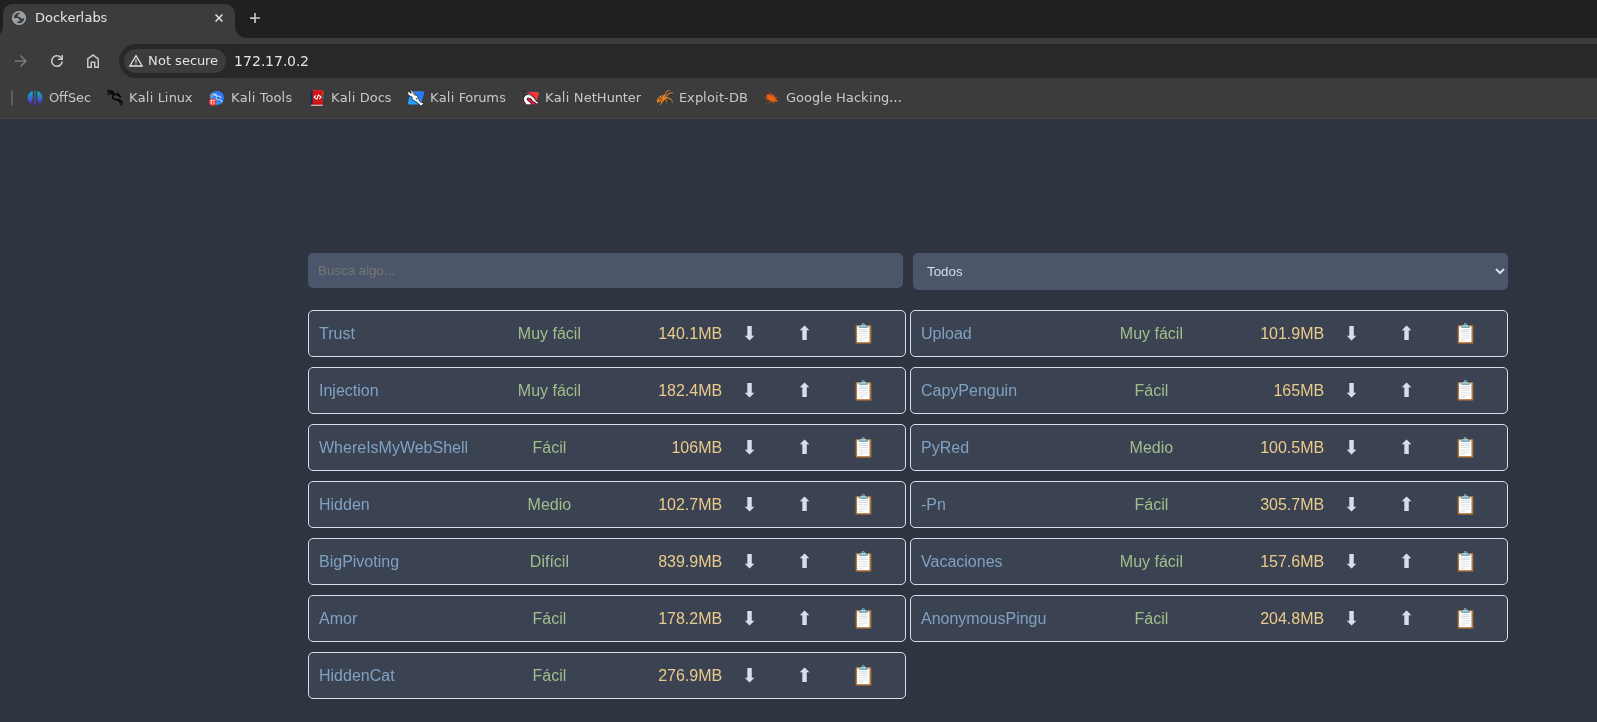 Dockerlabs
Not secure 172.17.0.2
OffSec Kali Linux Kali Tools Kali Docs Kali Forums Kali NetHunter Exploit-DB Google Hacking...
Busca algo... Todos
Trust Muy fácil 140.1MB Upload Muy fácil 101.9MB
Injection Muy fácil 182.4MB CapyPenguin Fácil 165MB
WhereIsMyWebShell Fácil 106MB PyRed Medio 100.5MB
Hidden Medio 102.7MB -Pn Fácil 305.7MB
BigPivoting Difícil 839.9MB Vacaciones Muy fácil 157.6MB
Amor Fácil 178.2MB AnonymousPingu Fácil 204.8MB
HiddenCat Fácil 276.9MB